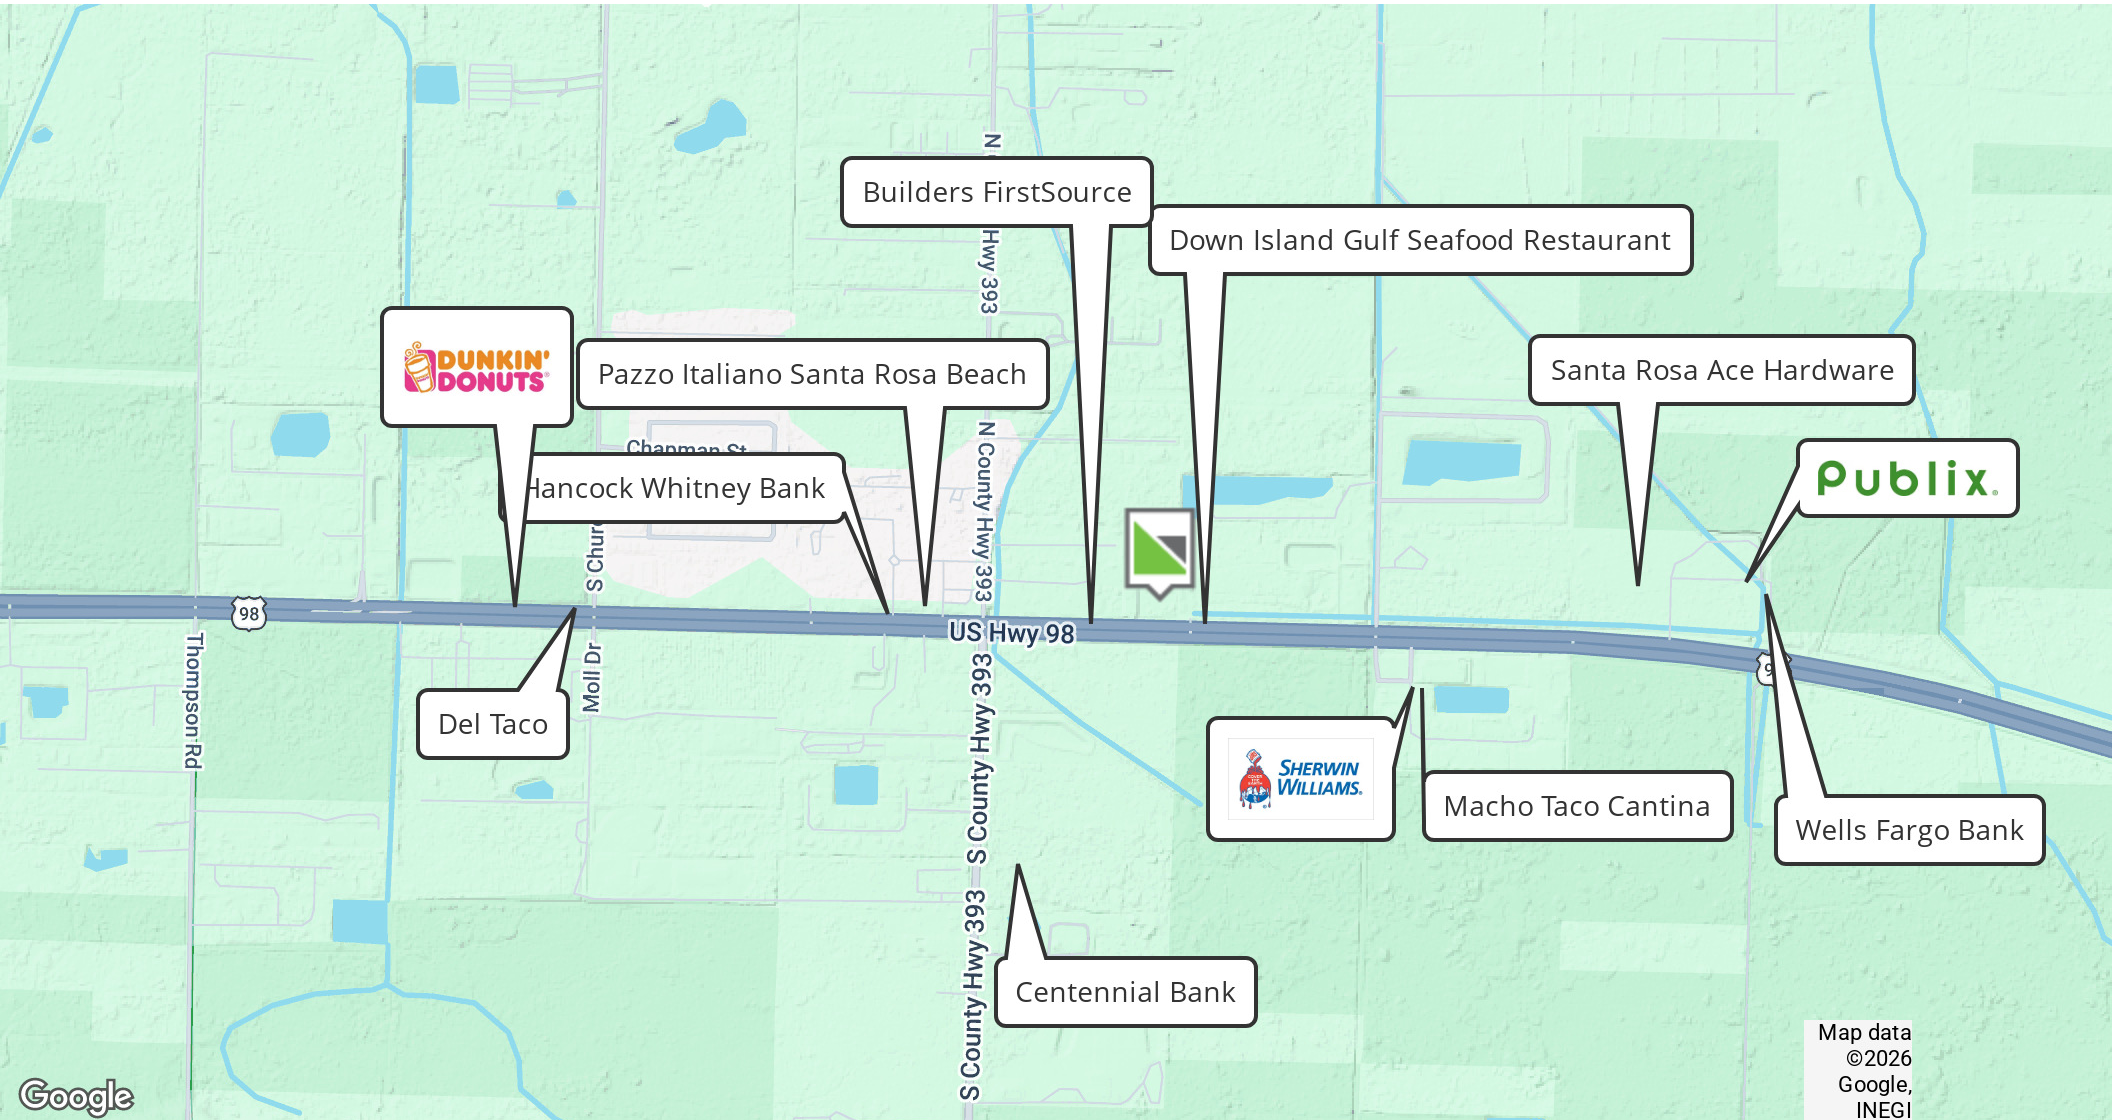 N
Builders FirstSource
Hwy 393
Down Island Gulf Seafood Restaurant
DUNKIN'
DONUTS
Pazzo Italiano Santa Rosa Beach
Santa Rosa Ace Hardware
Chapman St
N County Hwy 393
Hancock Whitney Bank
Publix
S Churc
98
US Hwy 98
9
Thompson Rd
Moll Dr
Del Taco
S County Hwy 393
SHERWIN
WILLIAMS
Macho Taco Cantina
Wells Fargo Bank
S County Hwy 393
Centennial Bank
Map data
©2026
Google,
INEGI
Google